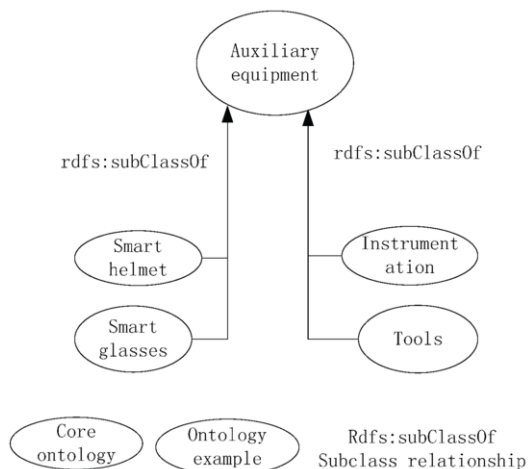 Auxiliary
equipment
rdfs:subClassOf
rdfs:subClassOf
Smart
helmet
Instrument
ation
Smart
glasses
Tools
Core
ontology
Ontology
example
Rdfs:subClassOf
Subclass relationship